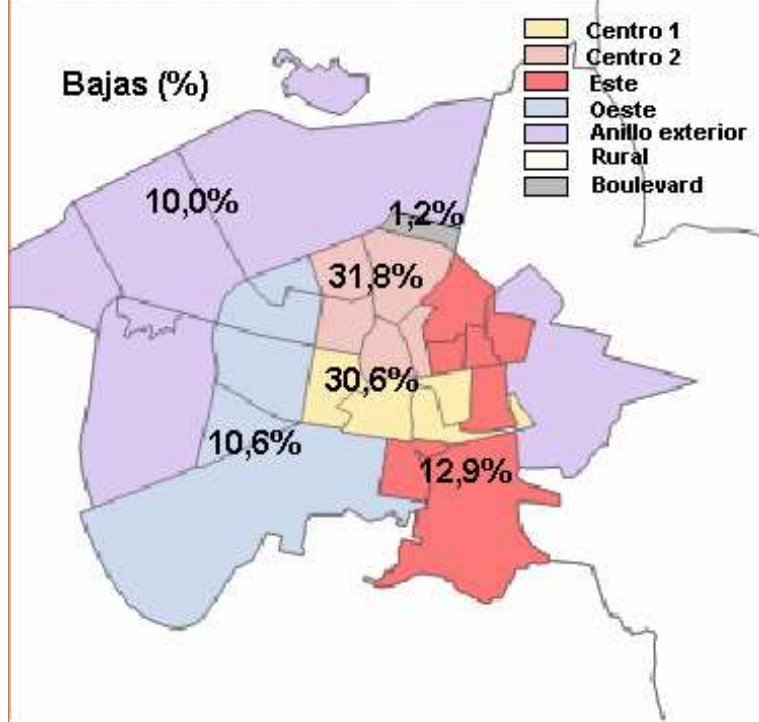 Bajas (%)
Centro 1
Centro 2
Este
Oeste
Anillo exterior
Rural
Boulevard
10,0%
1,2%
31,8%
30,6%
10,6%
12,9%